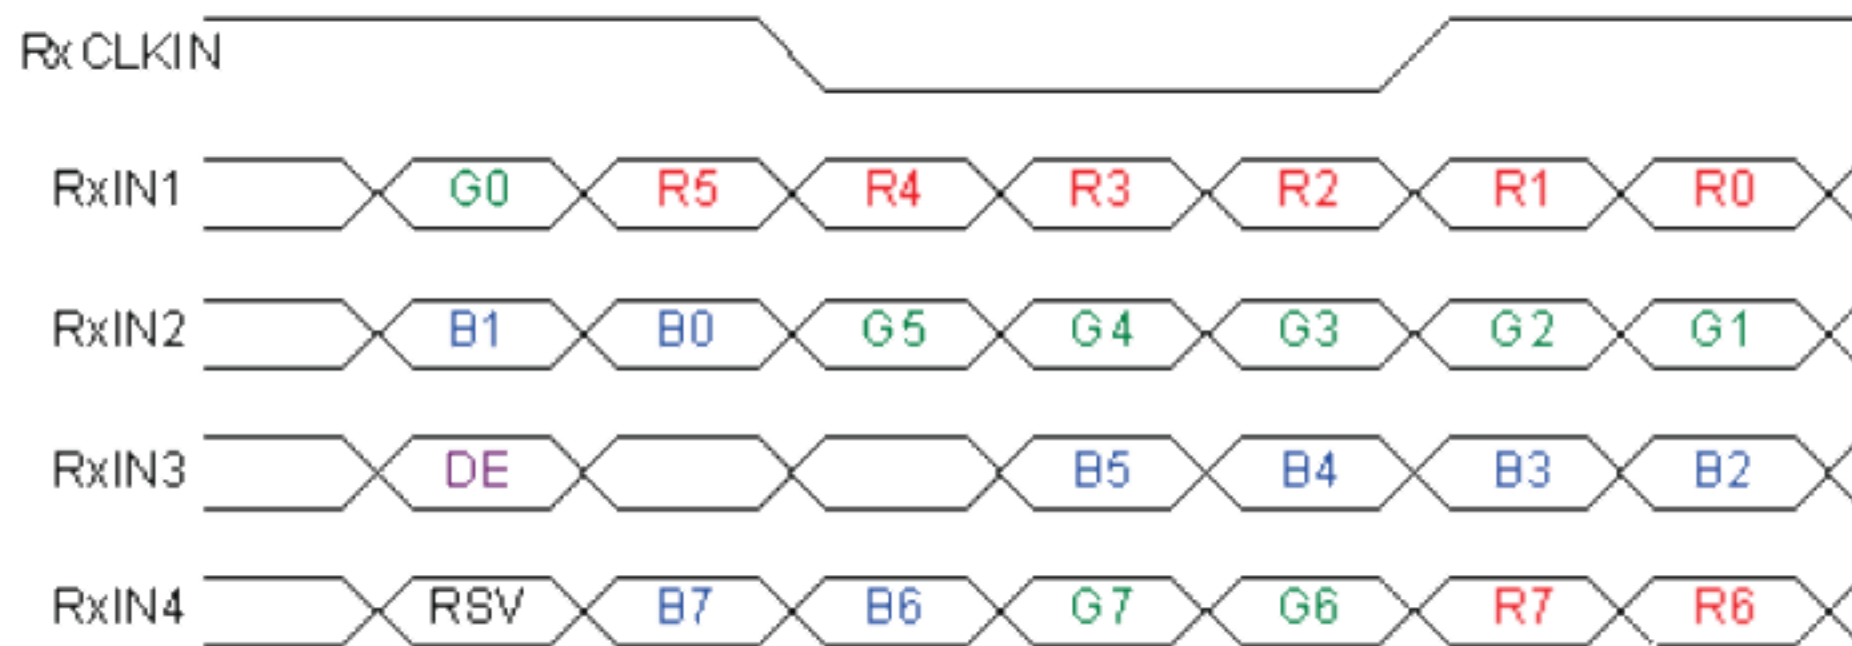 RxCLKIN
RxIN1 G0 R5 R4 R3 R2 R1 R0
RxIN2 B1 B0 G5 G4 G3 G2 G1
RxIN3 DE B5 B4 B3 B2
RxIN4 RSV B7 B6 G7 G6 R7 R6